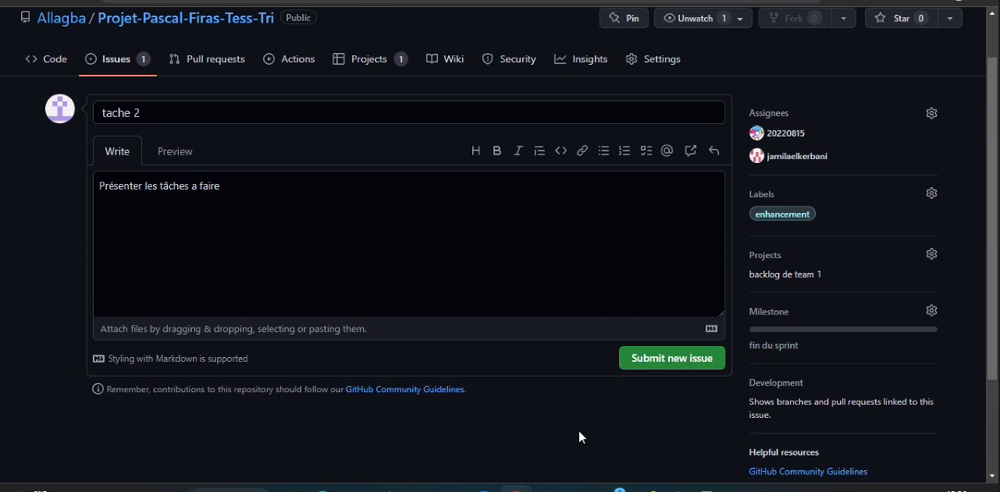 Allagba / Projet-Pascal-Firas-Tess-Tri Public Pin Unwatch 1 Fork 0 Star 0
Code Issues 1 Pull requests Actions Projects 1 Wiki Security Insights Settings
tache 2
Write Preview
Présenter les tâches a faire
Attach files by dragging & dropping, selecting or pasting them.
Styling with Markdown is supported
Submit new issue
Remember, contributions to this repository should follow our GitHub Community Guidelines.
Assignees
20220815
jamilaelkerbani
Labels
enhancement
Projects
backlog de team 1
Milestone
fin du sprint
Development
Shows branches and pull requests linked to this
issue.
Helpful resources
GitHub Community Guidelines